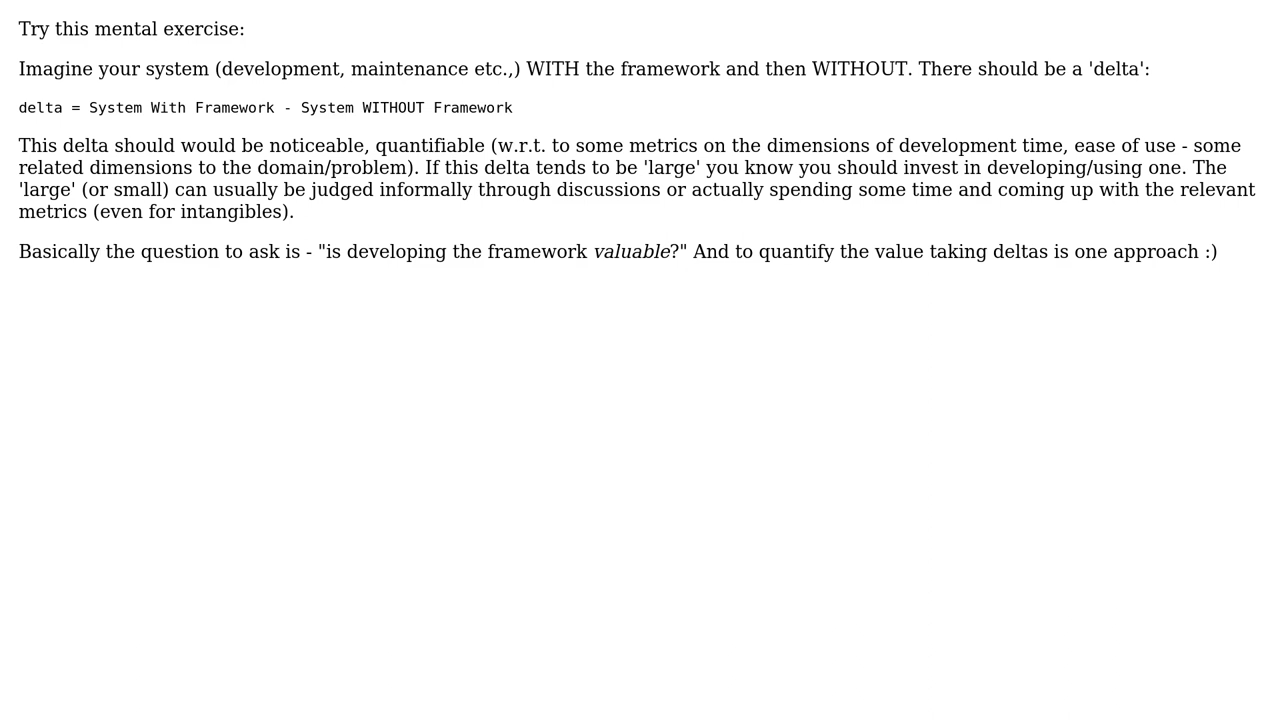 Try this mental exercise:
Imagine your system (development, maintenance etc.,) WITH the framework and then WITHOUT. There should be a 'delta':
delta = System With Framework - System WITHOUT Framework
This delta should would be noticeable, quantifiable (w.r.t. to some metrics on the dimensions of development time, ease of use - some
related dimensions to the domain/problem). If this delta tends to be 'large' you know you should invest in developing/using one. The
'large' (or small) can usually be judged informally through discussions or actually spending some time and coming up with the relevant
metrics (even for intangibles).
Basically the question to ask is - "is developing the framework valuable?" And to quantify the value taking deltas is one approach :)